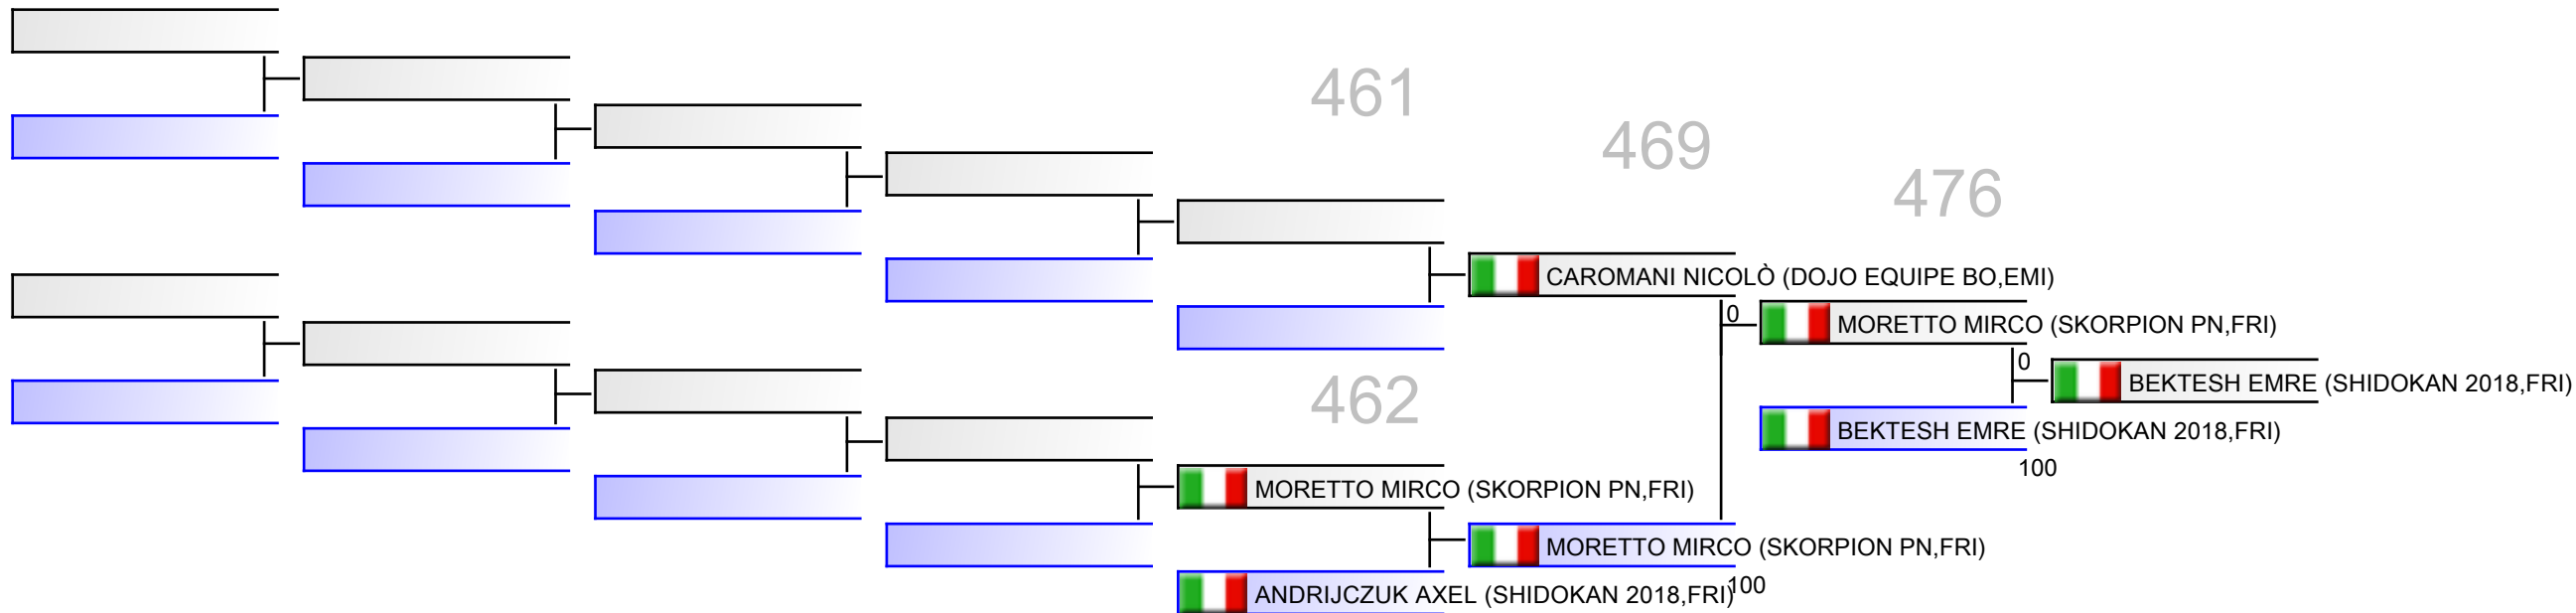 461
469
476
CAROMANI NICOLÒ (DOJO EQUIPE BO,EMI)
0
MORETTO MIRCO (SKORPION PN,FRI)
0
BEKTESH EMRE (SHIDOKAN 2018,FRI)
462
BEKTESH EMRE (SHIDOKAN 2018,FRI)
100
MORETTO MIRCO (SKORPION PN,FRI)
MORETTO MIRCO (SKORPION PN,FRI)
100
ANDRIJCZUK AXEL (SHIDOKAN 2018,FRI)